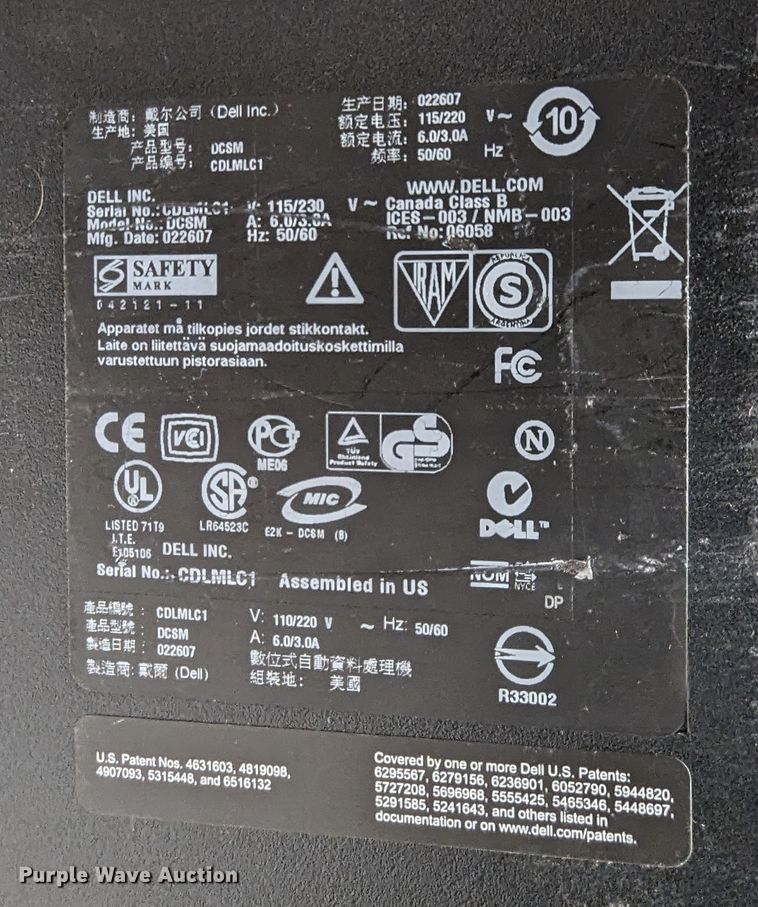 制造商: 戴尔公司 (Dell Inc.)
生产地: 美国
产品型号: DCSM
产品编号: CDLMLC1
生产日期: 022607
额定电压: 115/220 V~
额定电流: 6.0/3.0A
频率: 50/60 Hz
10
DELL INC.
Serial No.: CDLMLC1
Model No.: DCSM
Mfg. Date: 022607
V: 115/230 V~
A: 6.0/3.0A
Hz: 50/60
WWW.DELL.COM
Canada Class B
ICES-003 / NMB-003
Ref No: 06058
SAFETY
MARK
042121-11
IRAM
S
ARGENTINA
Apparatet må tilkopies jordet stikkontakt.
Laite on liitettävä suojamaadoituskoskettimilla
varustettuun pistorasiaan.
FC
CE
VCI
PCT
ME06
TÜV
Rheinland
Product Safety
GS
N
UL
LISTED 71T9
I.T.E.
E105106
SA
LR64523C
MIC
E2K - DCSM (B)
DELL™
DELL INC.
Serial No.: CDLMLC1
Assembled in US
NOM
NYCE
DP
產品編號: CDLMLC1
產品型號: DCSM
製造日期: 022607
製造商: 戴爾 (Dell)
V: 110/220 V ~ Hz: 50/60
A: 6.0/3.0A
數位式自動資料處理機
組裝地: 美國
R33002
U.S. Patent Nos. 4631603, 4819098,
4907093, 5315448, and 6516132
Covered by one or more Dell U.S. Patents:
6295567, 6279156, 6236901, 6052790, 5944820,
5727208, 5696968, 5555425, 5465346, 5448697,
5291585, 5241643, and others listed in
documentation or on www.dell.com/patents.
Purple Wave Auction